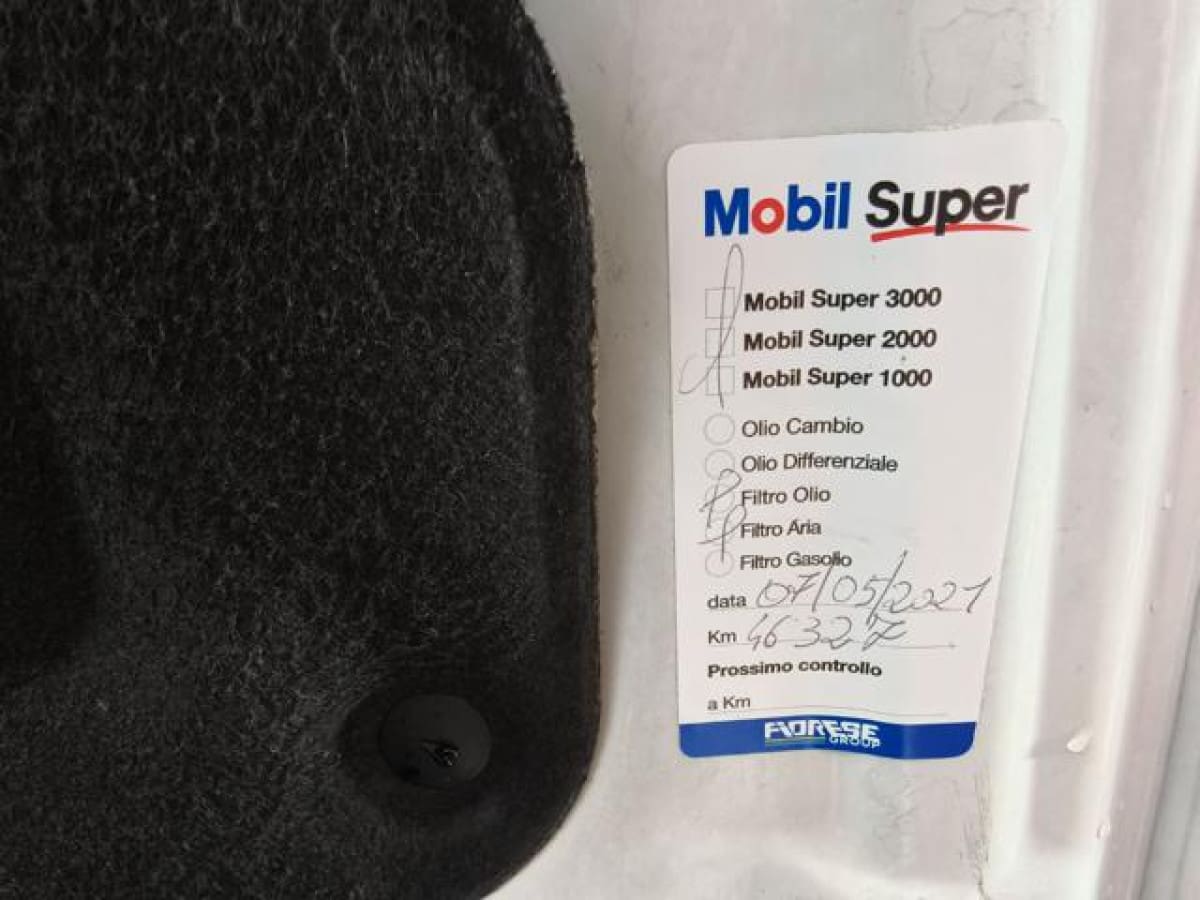 Mobil Super
Mobil Super 3000
Mobil Super 2000
Mobil Super 1000
Olio Cambio
Olio Differenziale
Filtro Olio
Filtro Aria
Filtro Gasolio
data 07/05/2021
Km 46327
Prossimo controllo
a Km
FIORESE
GROUP